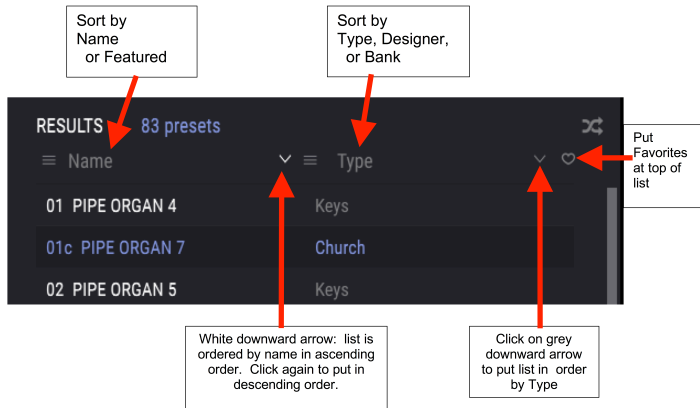 Sort by
Name
or Featured
Sort by
Type, Designer,
or Bank
RESULTS 83 presets
Name Type
Put
Favorites
at top of
list
01 PIPE ORGAN 4 Keys
01c PIPE ORGAN 7 Church
02 PIPE ORGAN 5 Keys
White downward arrow: list is
ordered by name in ascending
order. Click again to put in
descending order.
Click on grey
downward arrow
to put list in order
by Type